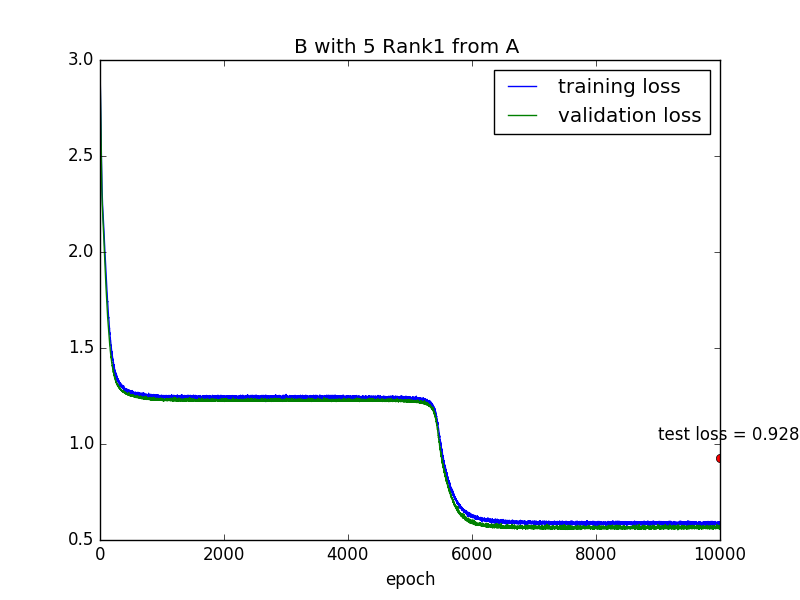 B with 5 Rank1 from A
3.0
2.5
2.0
1.5
1.0
0.5
training loss
validation loss
test loss = 0.928
0
2000
4000
6000
8000
10000
epoch